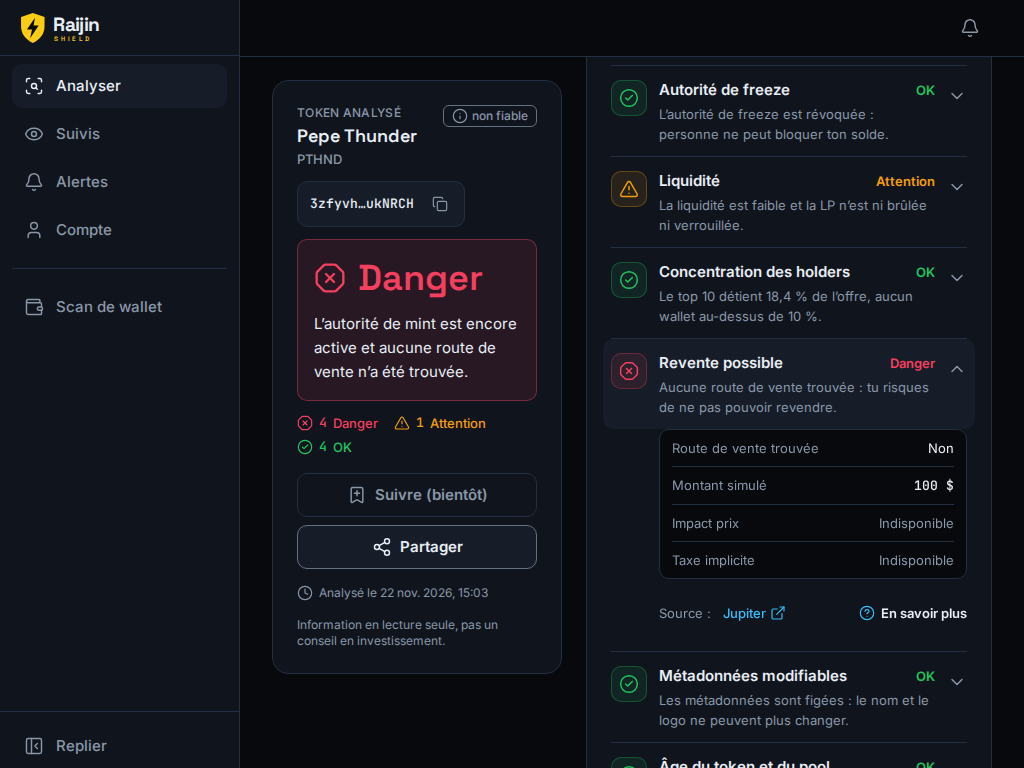 Raijin
SHIELD
Analyser
Suivis
Alertes
Compte
Scan de wallet
Replier
TOKEN ANALYSÉ
non fiable
Pepe Thunder
PTHND
3zfyvh…ukNRCH
Danger
L’autorité de mint est encore
active et aucune route de
vente n’a été trouvée.
4 Danger 1 Attention
4 OK
Suivre (bientôt)
Partager
Analysé le 22 nov. 2026, 15:03
Information en lecture seule, pas un
conseil en investissement.
Autorité de freeze OK
L’autorité de freeze est révoquée :
personne ne peut bloquer ton solde.
Liquidité Attention
La liquidité est faible et la LP n’est ni brûlée
ni verrouillée.
Concentration des holders OK
Le top 10 détient 18,4 % de l’offre, aucun
wallet au-dessus de 10 %.
Revente possible Danger
Aucune route de vente trouvée : tu risques
de ne pas pouvoir revendre.
Route de vente trouvée Non
Montant simulé 100 $
Impact prix Indisponible
Taxe implicite Indisponible
Source : Jupiter En savoir plus
Métadonnées modifiables OK
Les métadonnées sont figées : le nom et le
logo ne peuvent plus changer.
Âge du token et du pool OK